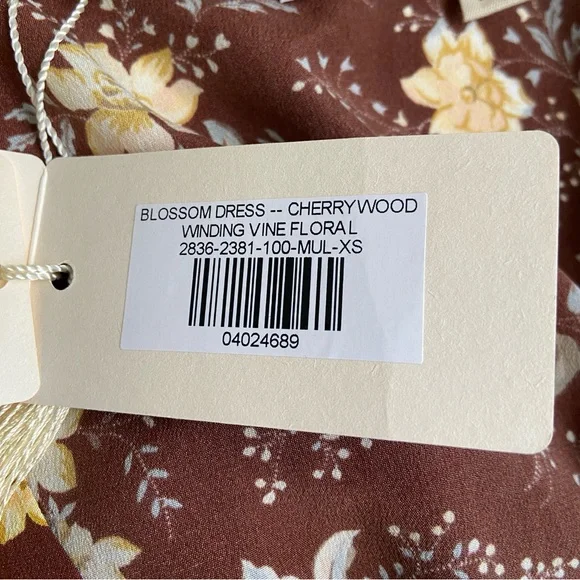 BLOSSOM DRESS -- CHERRYWOOD
WINDING VINE FLORAL
2836-2381-100-MUL-XS
04024689